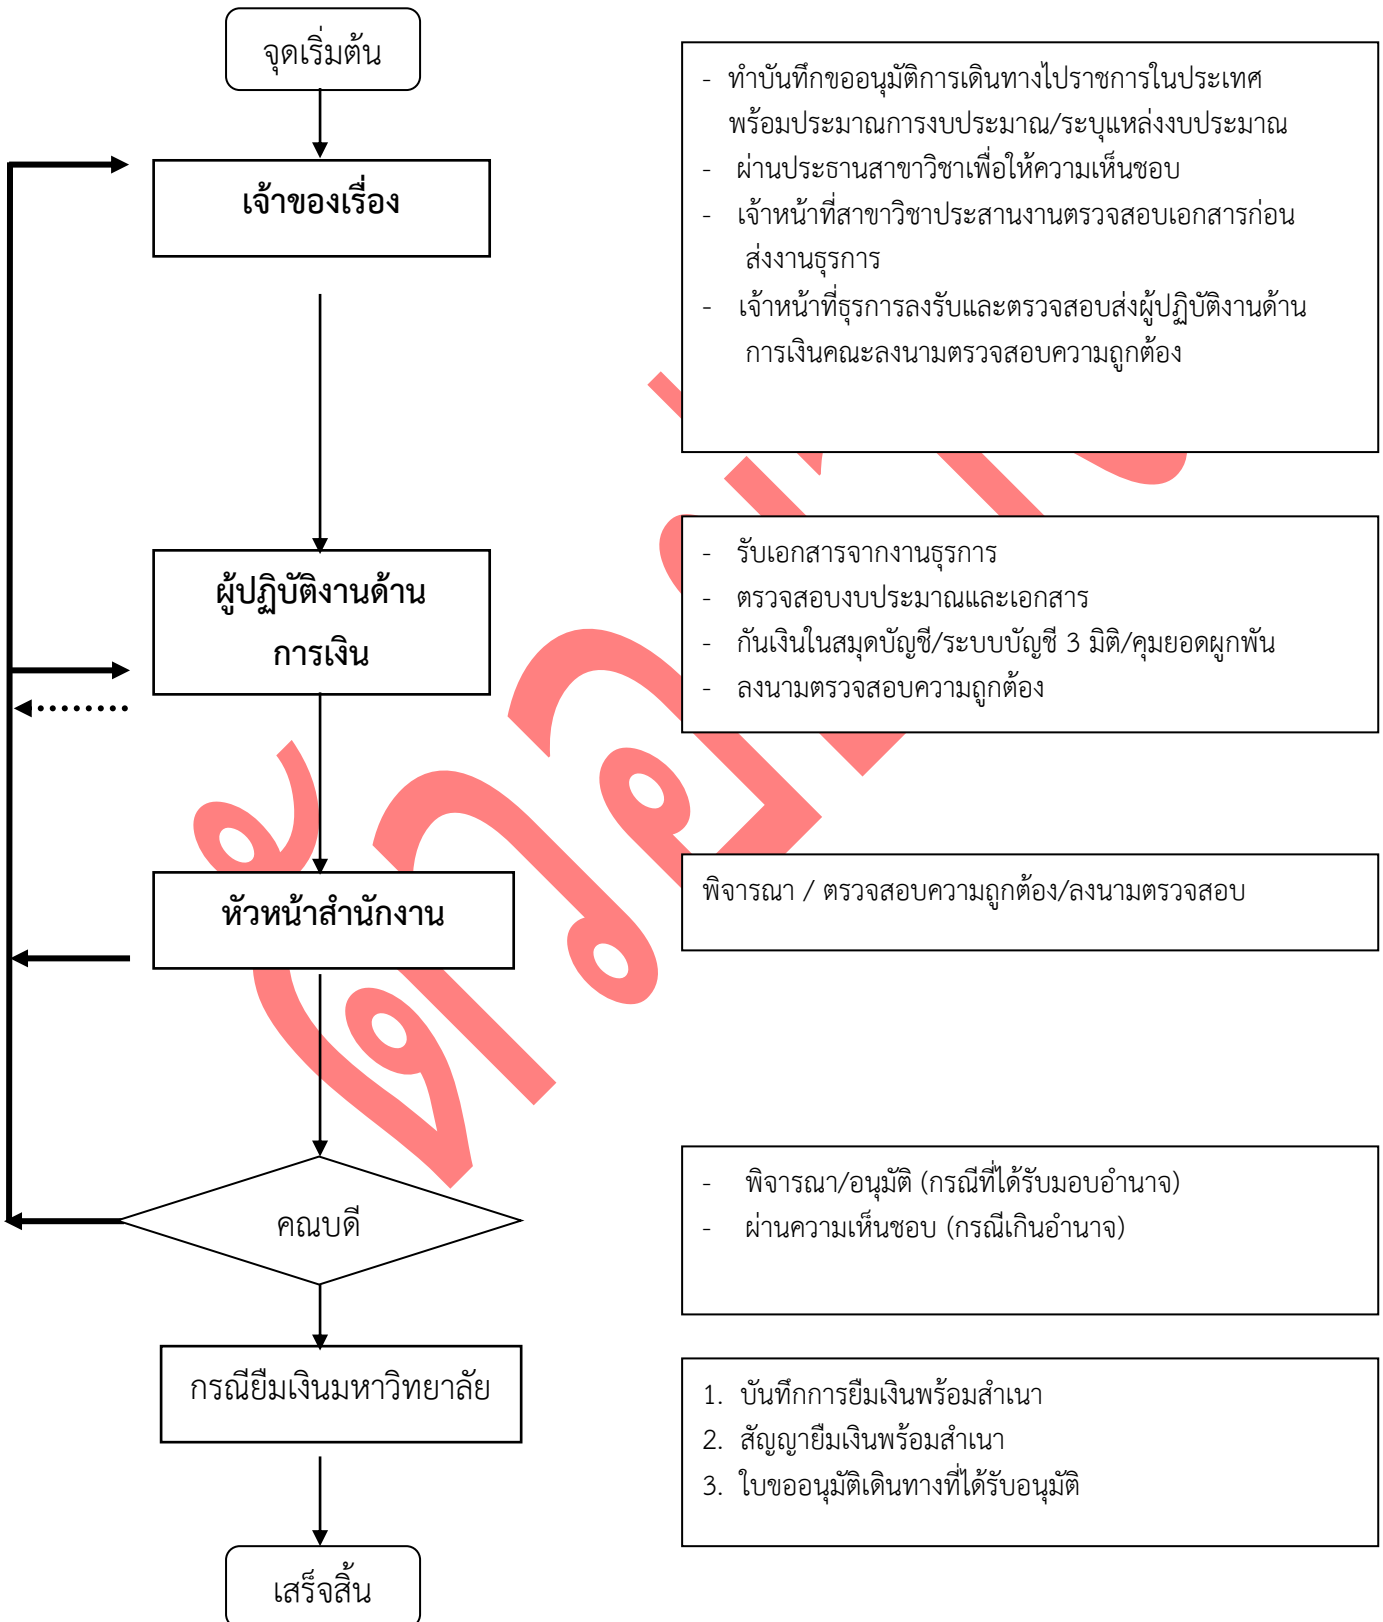 จุดเริ่มต้น
เจ้าของเรื่อง
- ทำบันทึกขออนุมัติการเดินทางไปราชการในประเทศ
พร้อมประมาณการงบประมาณ/ระบุแหล่งงบประมาณ
- ผ่านประธานสาขาวิชาเพื่อให้ความเห็นชอบ
- เจ้าหน้าที่สาขาวิชาประสานงานตรวจสอบเอกสารก่อน
ส่งงานธุรการ
- เจ้าหน้าที่ธุรการลงรับและตรวจสอบส่งผู้ปฏิบัติงานด้าน
การเงินคณะลงนามตรวจสอบความถูกต้อง
ผู้ปฏิบัติงานด้าน
การเงิน
- รับเอกสารจากงานธุรการ
- ตรวจสอบงบประมาณและเอกสาร
- กันเงินในสมุดบัญชี/ระบบบัญชี 3 มิติ/คุมยอดผูกพัน
- ลงนามตรวจสอบความถูกต้อง
หัวหน้าสำนักงาน
พิจารณา / ตรวจสอบความถูกต้อง/ลงนามตรวจสอบ
คณบดี
- พิจารณา/อนุมัติ (กรณีที่ได้รับมอบอำนาจ)
- ผ่านความเห็นชอบ (กรณีเกินอำนาจ)
กรณียืมเงินมหาวิทยาลัย
1. บันทึกการยืมเงินพร้อมสำเนา
2. สัญญายืมเงินพร้อมสำเนา
3. ใบขออนุมัติเดินทางที่ได้รับอนุมัติ
เสร็จสิ้น